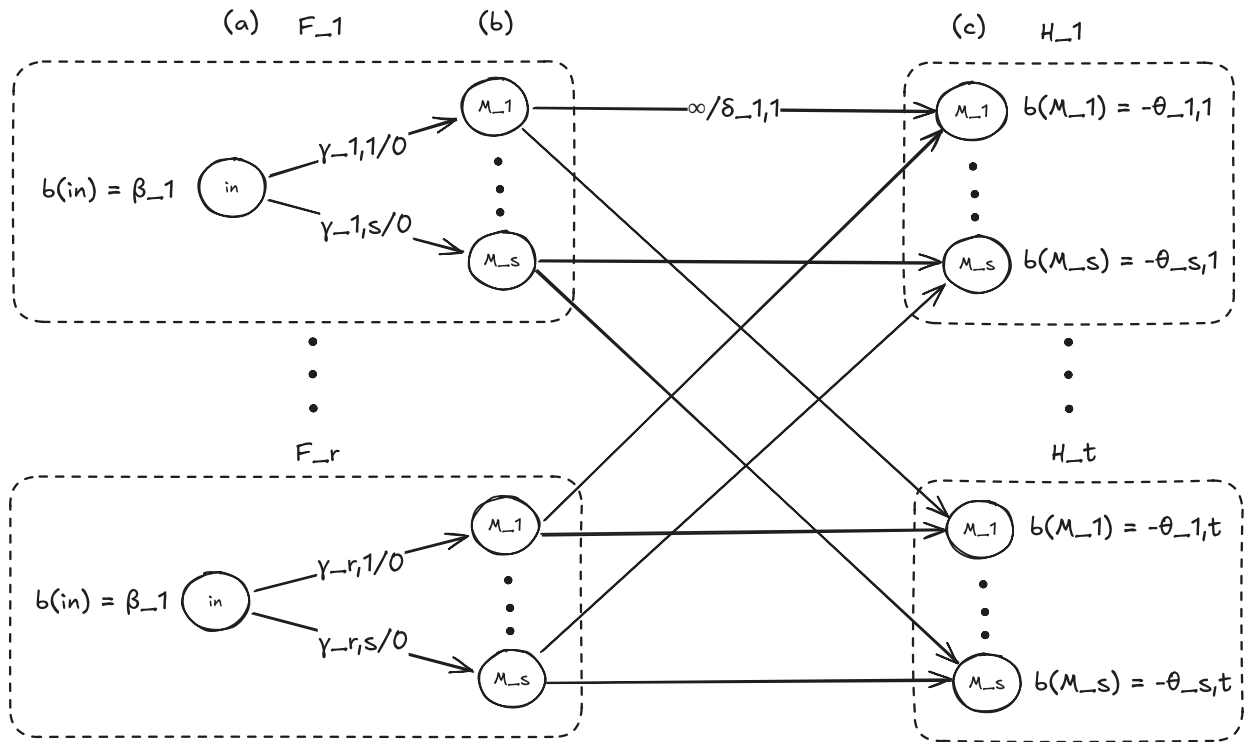 (a) F_1 (b) (c) H_1
M_1 ∞/δ_1,1 M_1 b(M_1) = -θ_1,1
γ_1,1/0
b(in) = β_1 in
γ_1,s/0
M_s M_s b(M_s) = -θ_s,1
F_r H_t
M_1 M_1 b(M_1) = -θ_1,t
γ_r,1/0
b(in) = β_1 in
γ_r,s/0
M_s M_s b(M_s) = -θ_s,t